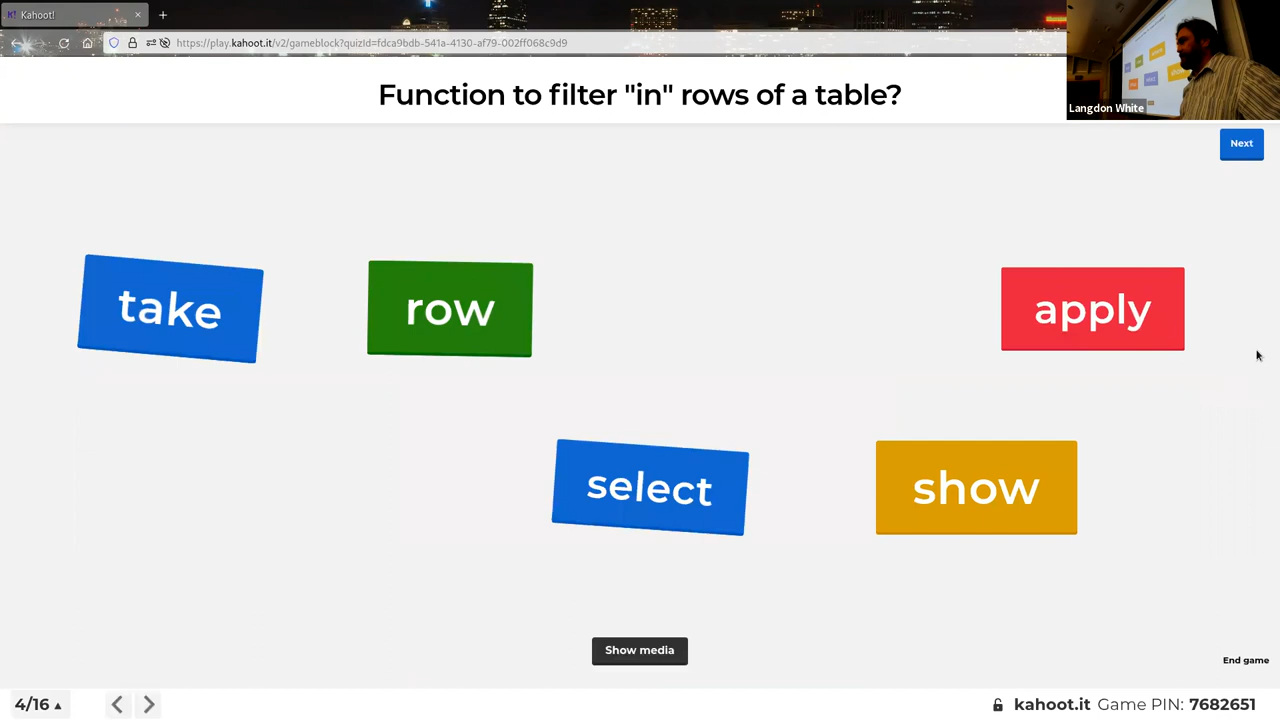 Kahoot!
https://play.kahoot.it/v2/gameblock?quizId=fdca9bdb-541a-4130-af79-002ff068c9d9
Function to filter "in" rows of a table?
Langdon White
Next
take
row
apply
select
show
Show media
End game
4/16
kahoot.it Game PIN: 7682651